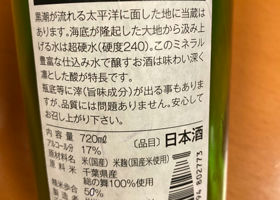 黒潮が流れる太平洋に面した地に当蔵は
あります。海底が隆起した大地から汲み上
げる水は超硬水(硬度240)。このミネラル
豊富な仕込み水で醸すお酒は味わい深く
凛とした酸が特長です。
瓶底等に滓(旨味成分)が出る事もありま
すが、品質には問題ありません。安心して
お召し上がり下さい。
内容量 720ml
アルコール分 17%
(品目) 日本酒
原材料名 米(国産) 米麹(国産米使用)
原料米 千葉県産
総の舞100%使用
精米歩合 50%
94 802773